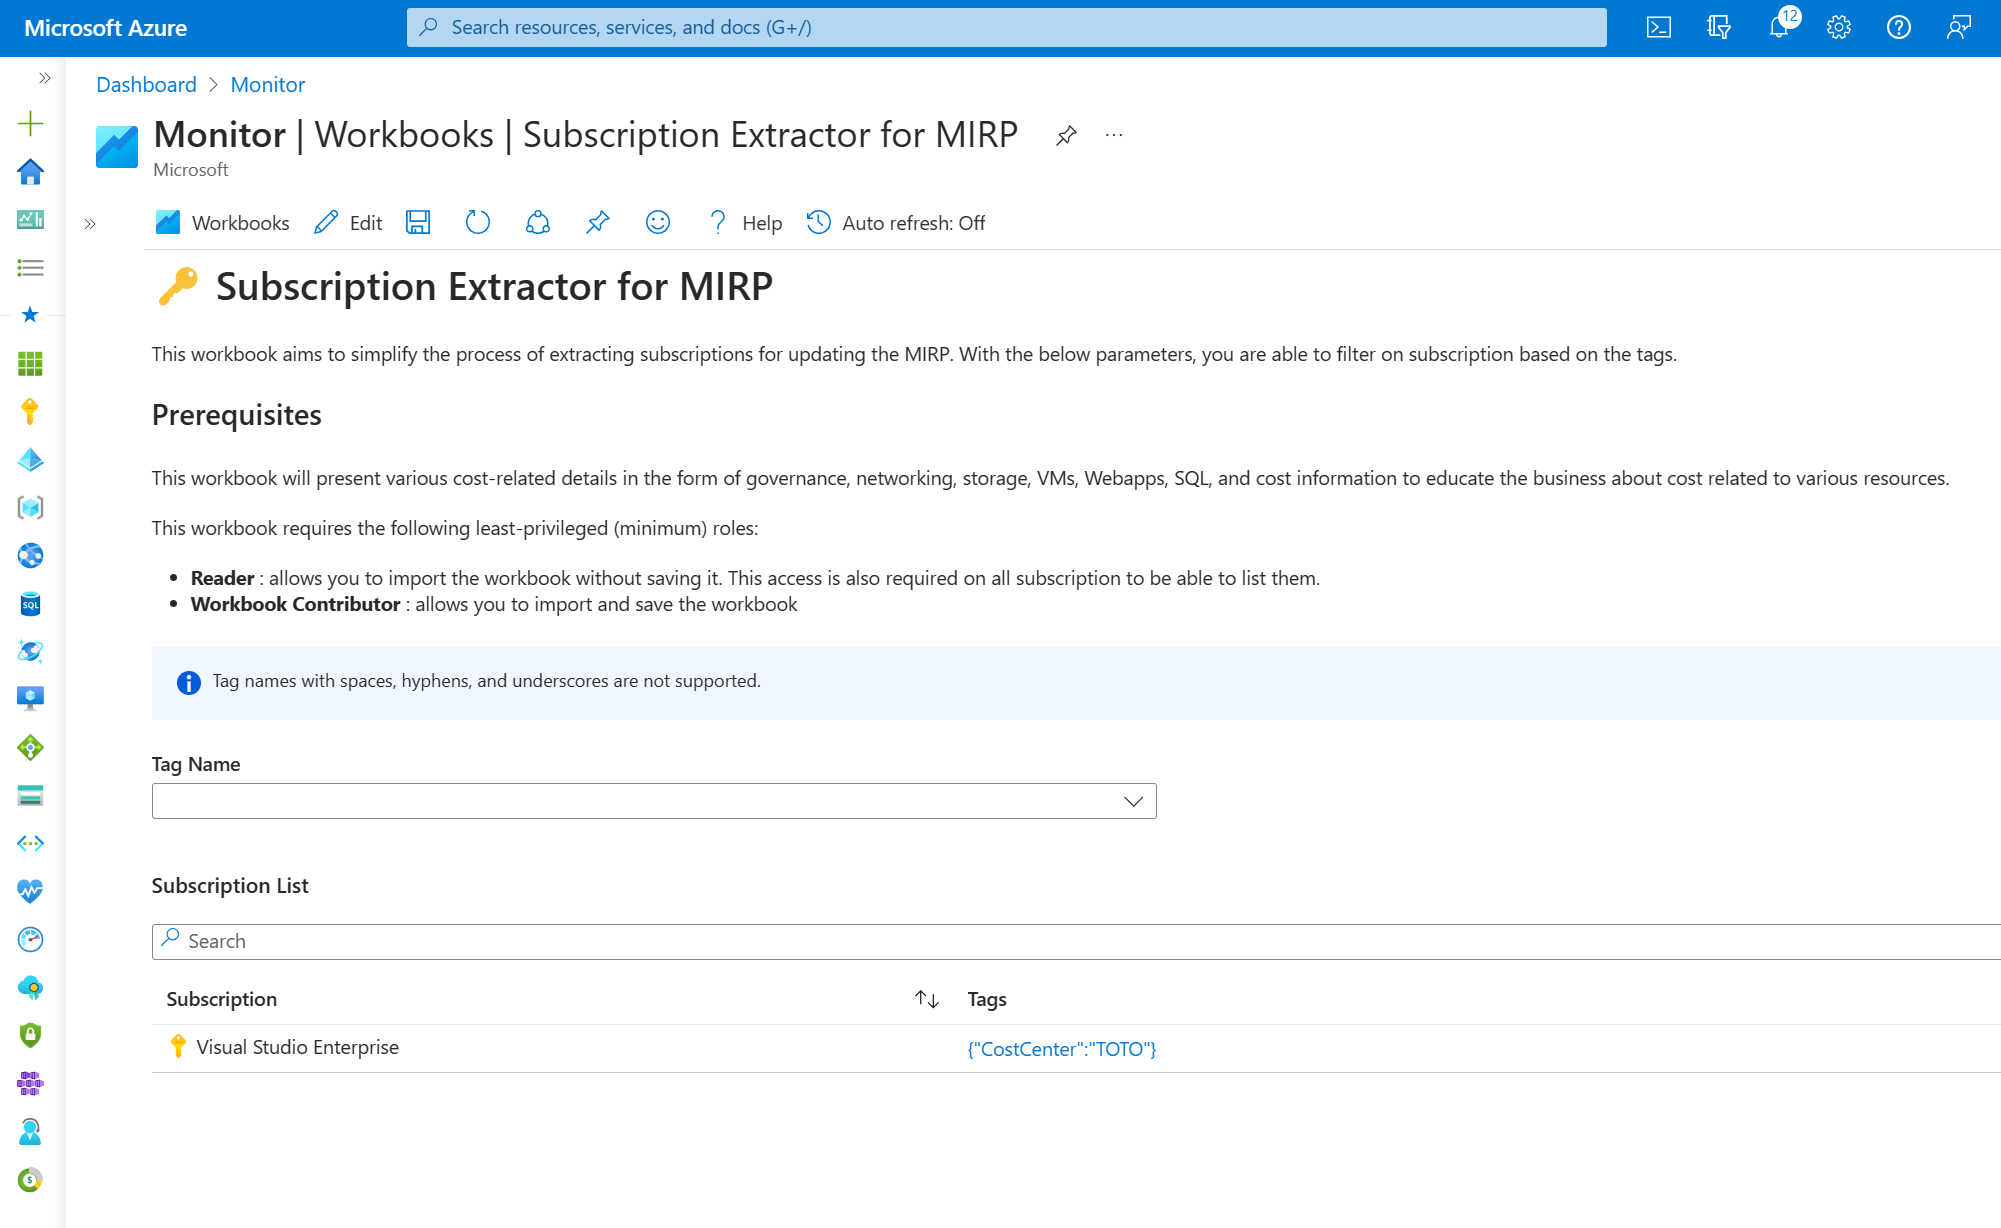 Microsoft Azure
Search resources, services, and docs (G+/)
12
Dashboard > Monitor
Monitor | Workbooks | Subscription Extractor for MIRP
Microsoft
Workbooks Edit Help Auto refresh: Off
Subscription Extractor for MIRP
This workbook aims to simplify the process of extracting subscriptions for updating the MIRP. With the below parameters, you are able to filter on subscription based on the tags.
Prerequisites
This workbook will present various cost-related details in the form of governance, networking, storage, VMs, Webapps, SQL, and cost information to educate the business about cost related to various resources.
This workbook requires the following least-privileged (minimum) roles:
• Reader : allows you to import the workbook without saving it. This access is also required on all subscription to be able to list them.
• Workbook Contributor : allows you to import and save the workbook
Tag names with spaces, hyphens, and underscores are not supported.
Tag Name
Subscription List
Search
Subscription Tags
Visual Studio Enterprise {"CostCenter":"TOTO"}
SQL